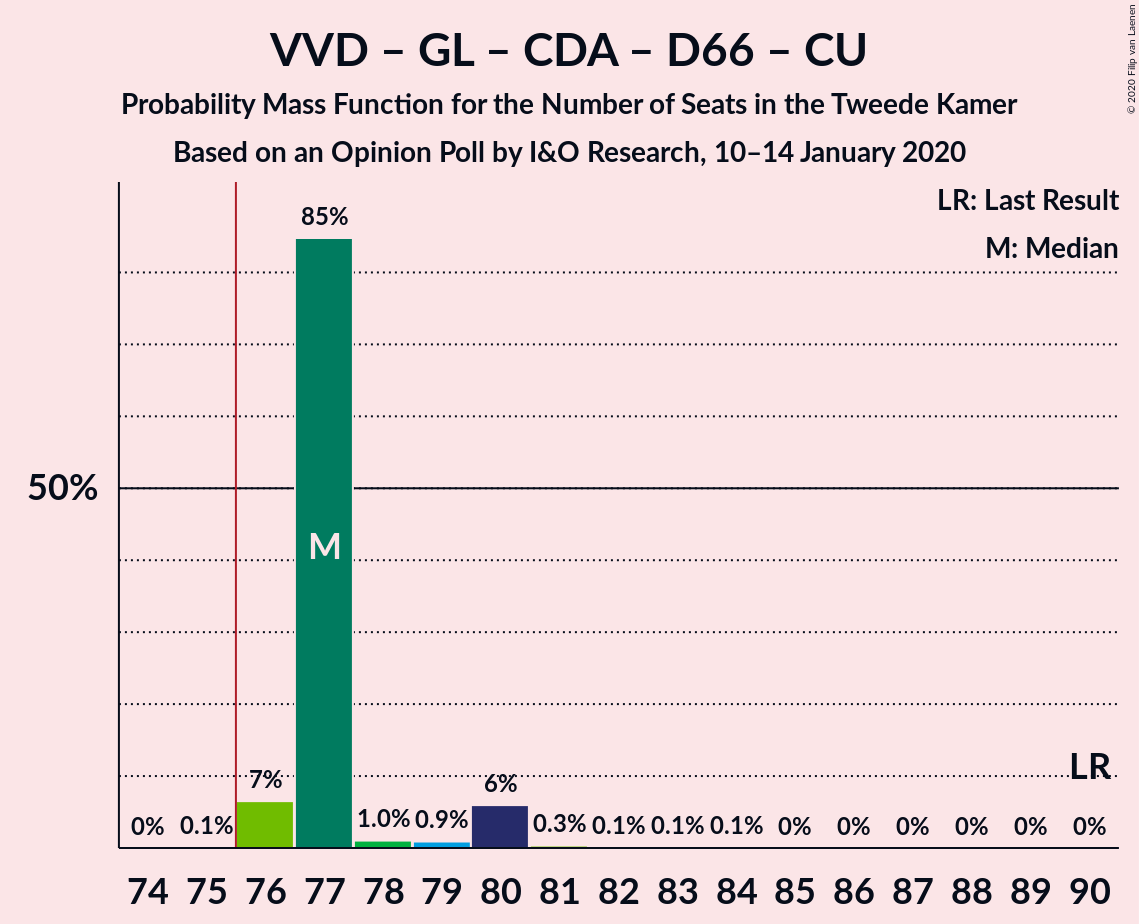 VVD – GL – CDA – D66 – CU
Probability Mass Function for the Number of Seats in the Tweede Kamer
Based on an Opinion Poll by I&O Research, 10–14 January 2020
© 2020 Filip van Laenen
LR: Last Result
M: Median
85%
50%
M
LR
0% 0.1% 7% 1.0% 0.9% 6% 0.3% 0.1% 0.1% 0.1% 0% 0% 0% 0% 0% 0%
74 75 76 77 78 79 80 81 82 83 84 85 86 87 88 89 90